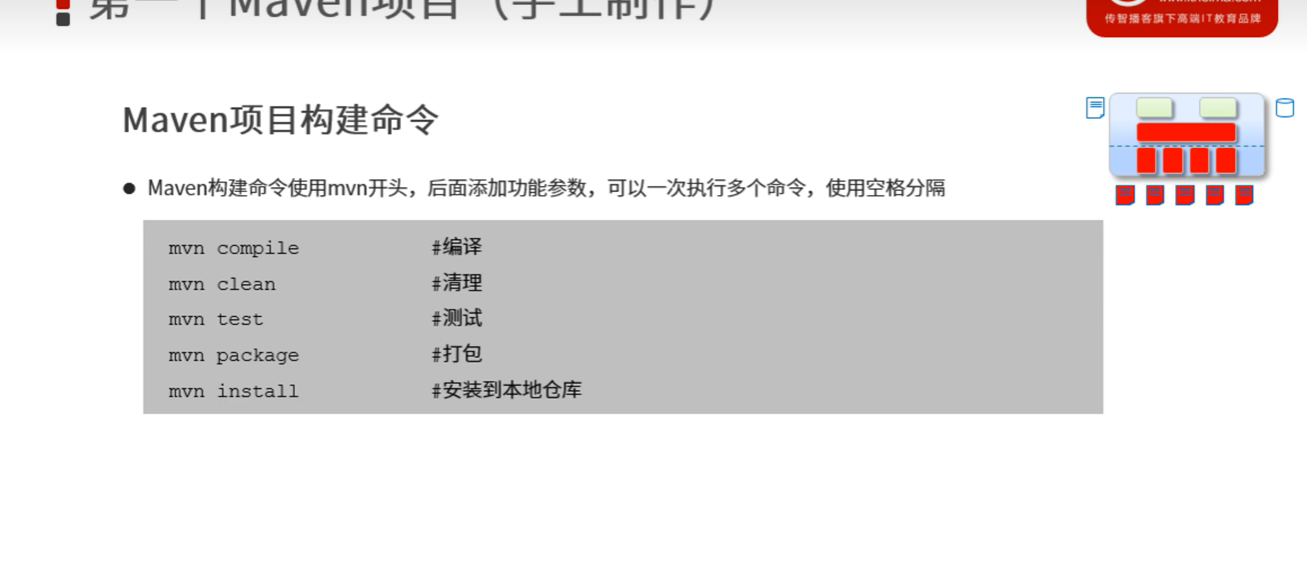 第一个Maven项目（手工制作）
传智播客旗下高端IT教育品牌
Maven项目构建命令
● Maven构建命令使用mvn开头，后面添加功能参数，可以一次执行多个命令，使用空格分隔
mvn compile #编译
mvn clean #清理
mvn test #测试
mvn package #打包
mvn install #安装到本地仓库